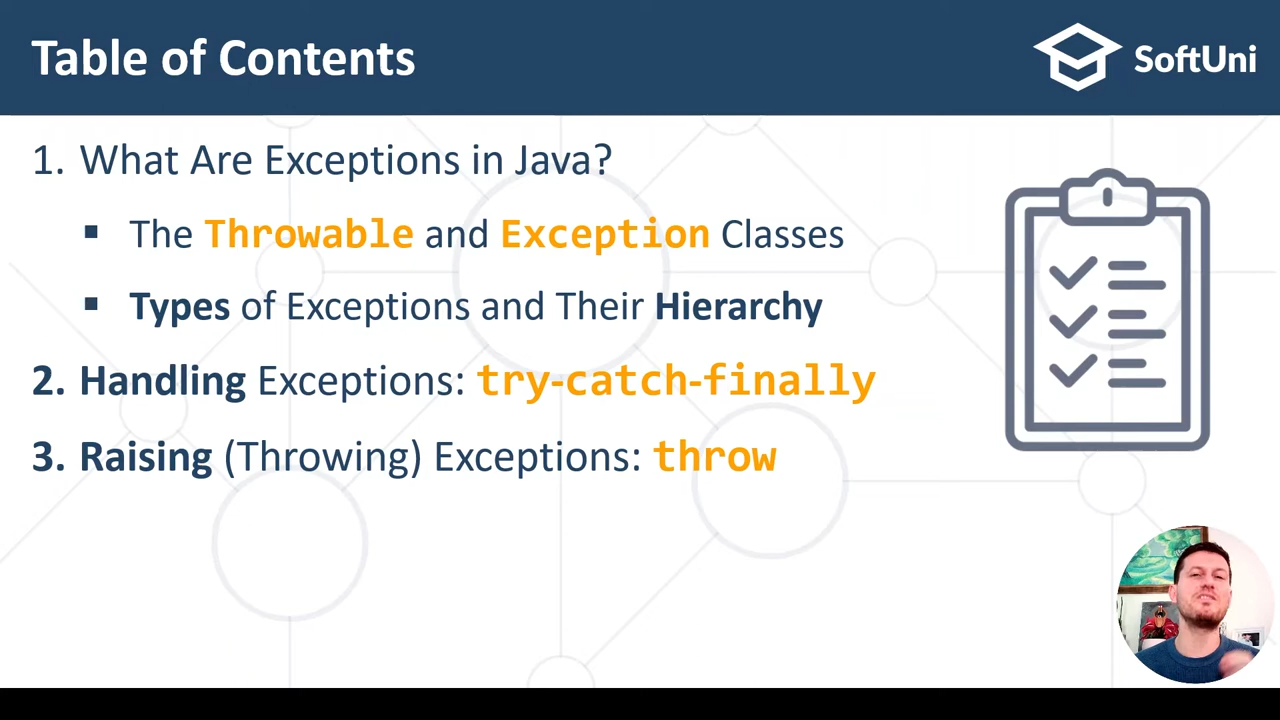 Table of Contents
SoftUni
1. What Are Exceptions in Java?
▪ The Throwable and Exception Classes
▪ Types of Exceptions and Their Hierarchy
2. Handling Exceptions: try-catch-finally
3. Raising (Throwing) Exceptions: throw